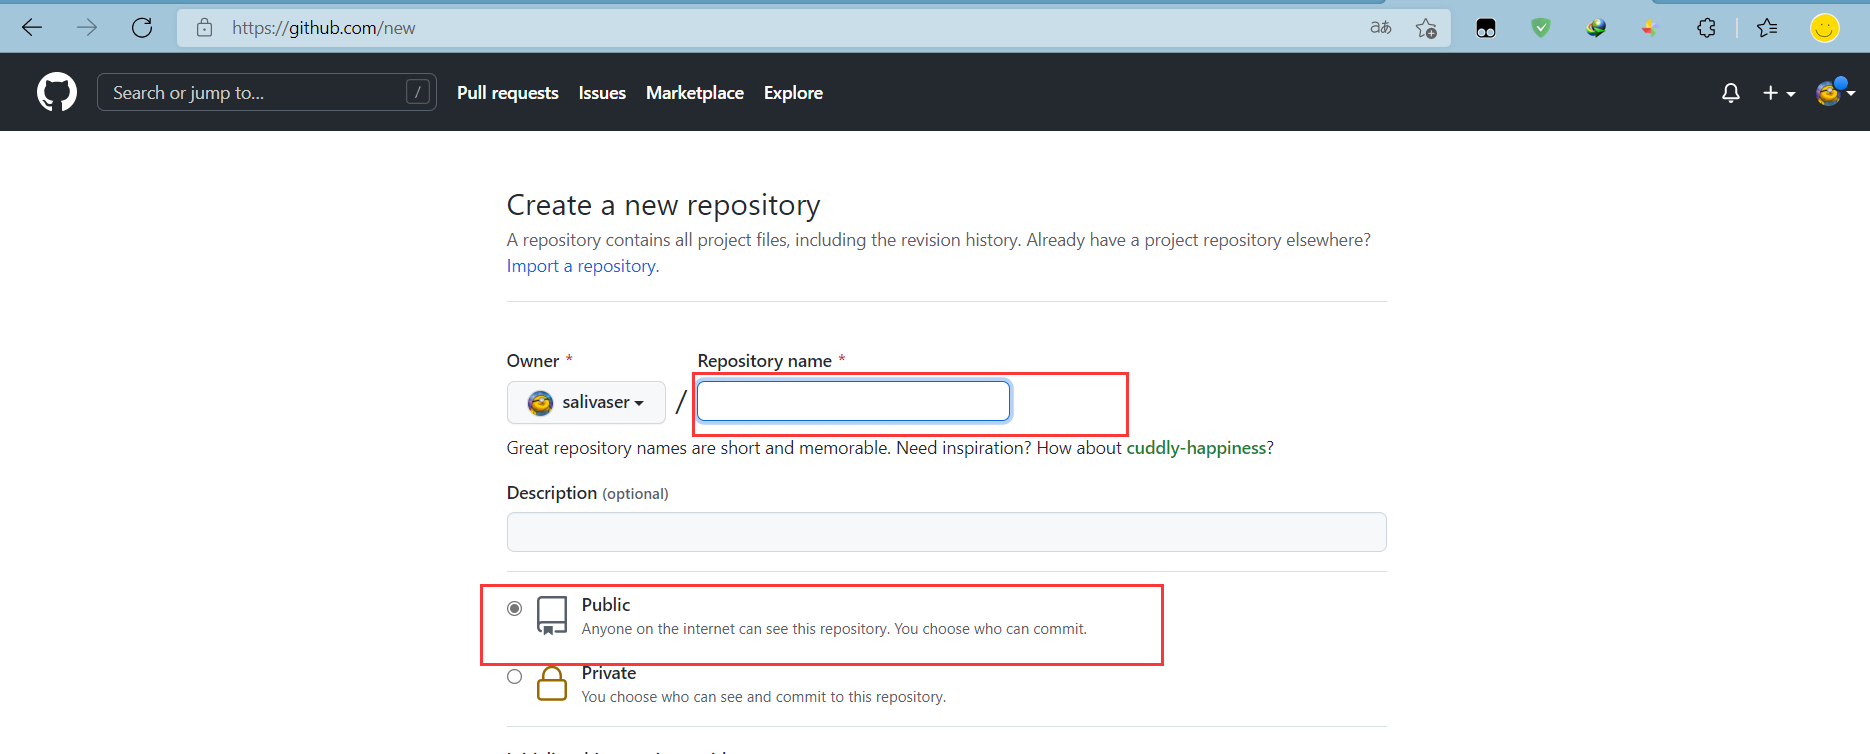 https://github.com/new
aあ
Search or jump to...
/
Pull requests
Issues
Marketplace
Explore
Create a new repository
A repository contains all project files, including the revision history. Already have a project repository elsewhere?
Import a repository.
Owner *
Repository name *
salivaser
/
Great repository names are short and memorable. Need inspiration? How about cuddly-happiness?
Description (optional)
Public
Anyone on the internet can see this repository. You choose who can commit.
Private
You choose who can see and commit to this repository.